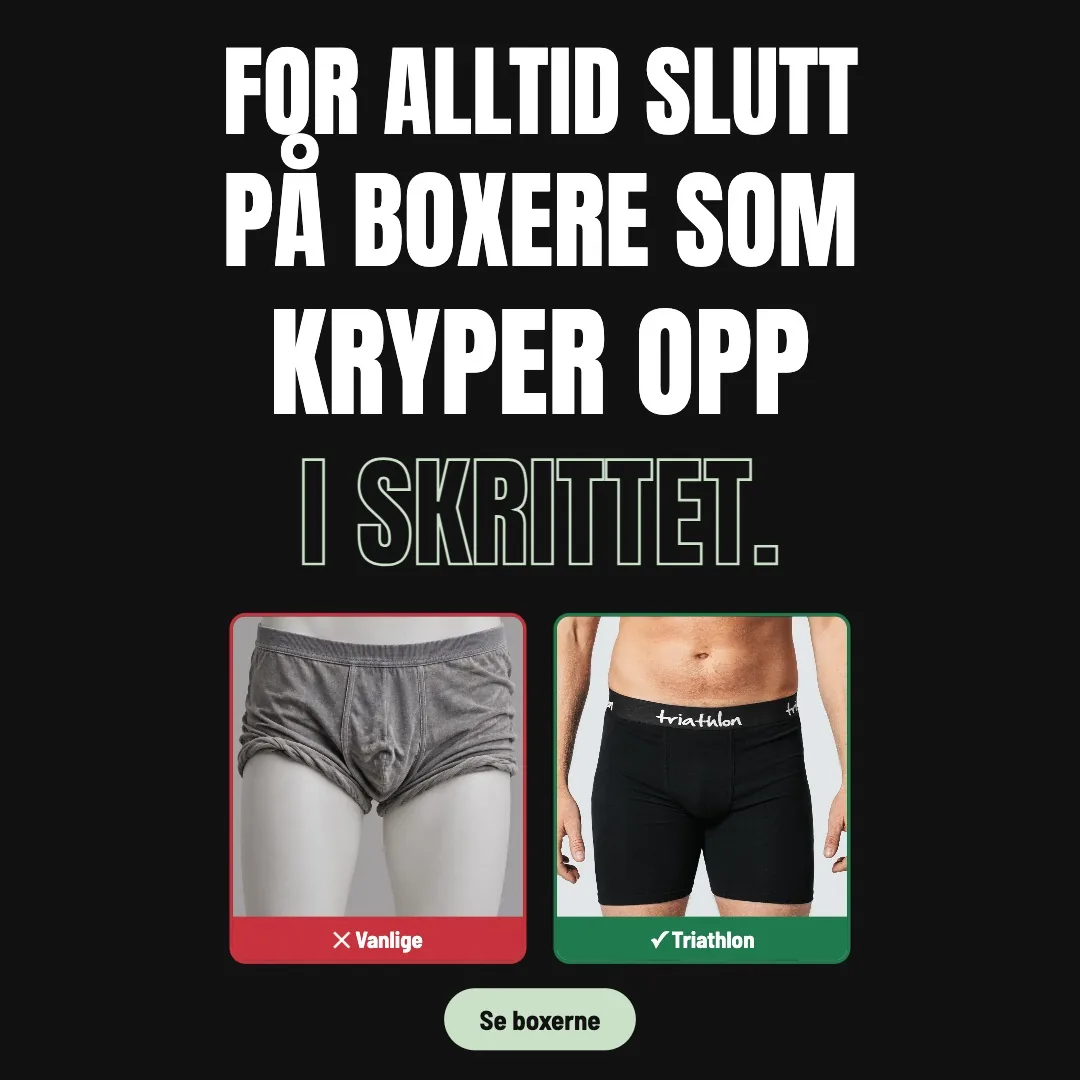 FOR ALLTID SLUTT
PÅ BOXERE SOM
KRYPER OPP
I SKRITTET.
triathlon
✕ Vanlige
✓ Triathlon
Se boxerne